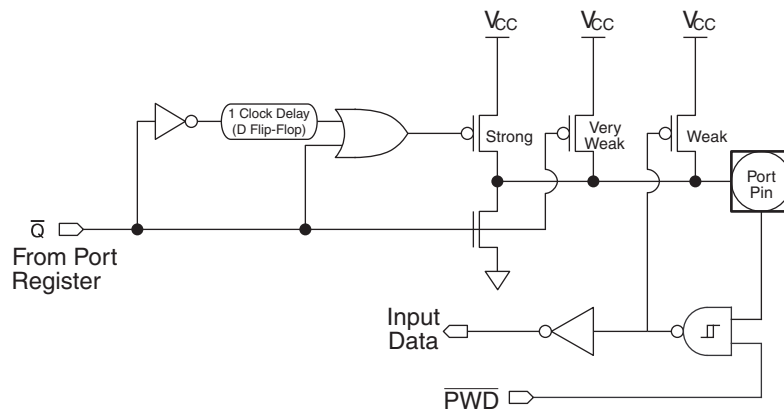 VCC VCC VCC
1 Clock Delay
(D Flip-Flop)
Strong
Very
Weak
Weak
Port
Pin
Q̅
From Port
Register
Input
Data
P̅W̅D̅